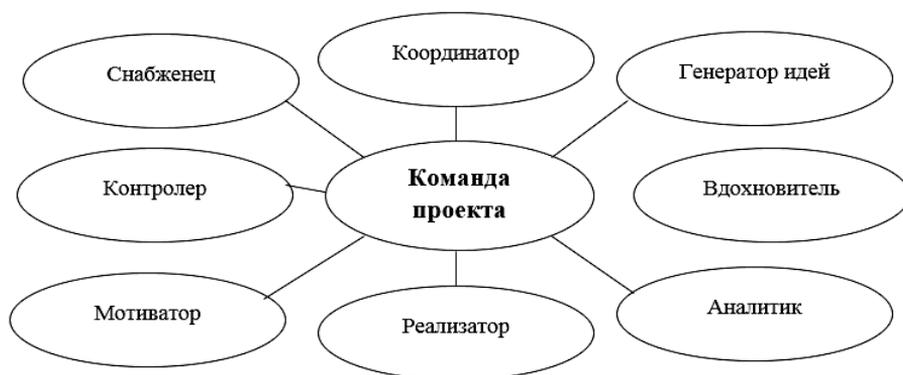 Координатор
Снабженец
Генератор идей
Контролер
Команда
проекта
Вдохновитель
Мотиватор
Реализатор
Аналитик